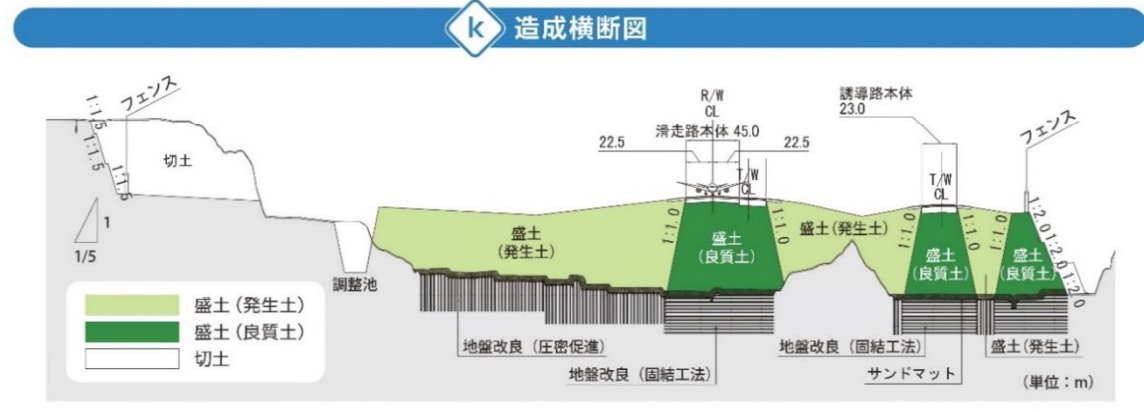 k 造成横断図
フェンス
1:1.5
1:1.5
1:1.5
切土
1
1/5
調整池
R/W
CL
滑走路本体 45.0
22.5
22.5
T/W
CL
誘導路本体
23.0
T/W
CL
フェンス
盛土
(発生土)
1:1.0
盛土
(良質土)
1:1.0
盛土(発生土)
1:1.0
盛土
(良質土)
1:1.0
1:1.0
盛土
(良質土)
1:2.0
1:2.0
1:2.0
盛土(発生土)
盛土(良質土)
切土
地盤改良(圧密促進)
地盤改良(固結工法)
地盤改良(固結工法)
盛土(発生土)
サンドマット
(単位:m)